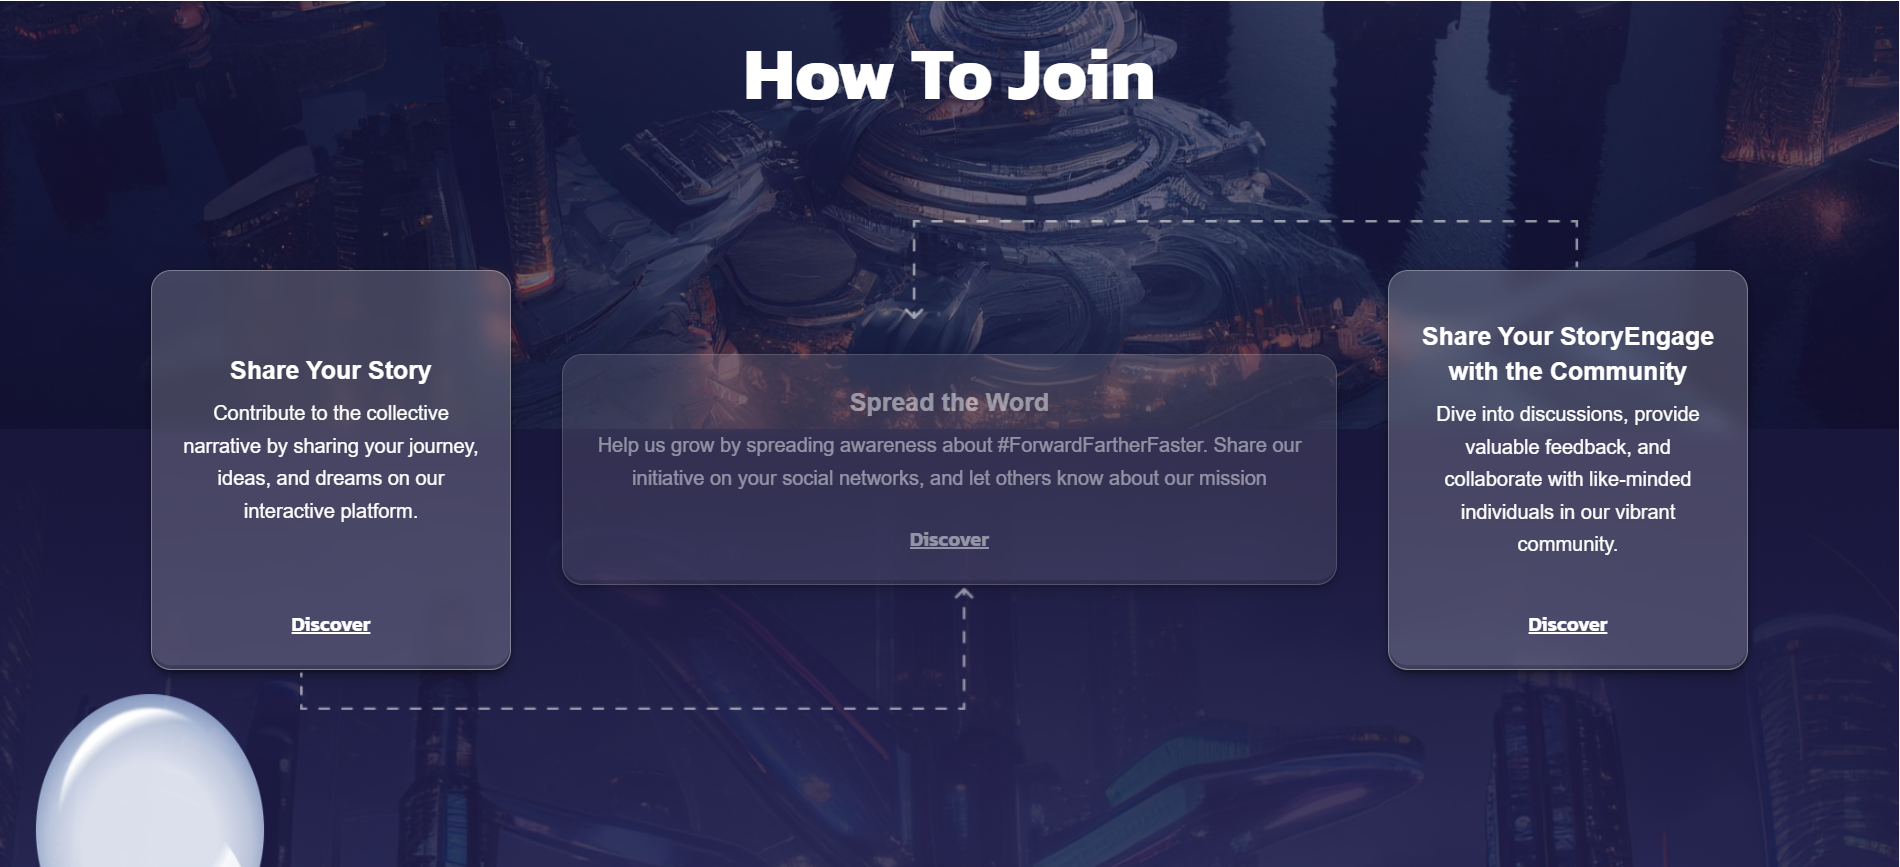 How To Join
Share Your Story
Contribute to the collective
narrative by sharing your journey,
ideas, and dreams on our
interactive platform.
Discover
Spread the Word
Help us grow by spreading awareness about #ForwardFartherFaster. Share our
initiative on your social networks, and let others know about our mission
Discover
Share Your StoryEngage
with the Community
Dive into discussions, provide
valuable feedback, and
collaborate with like-minded
individuals in our vibrant
community.
Discover